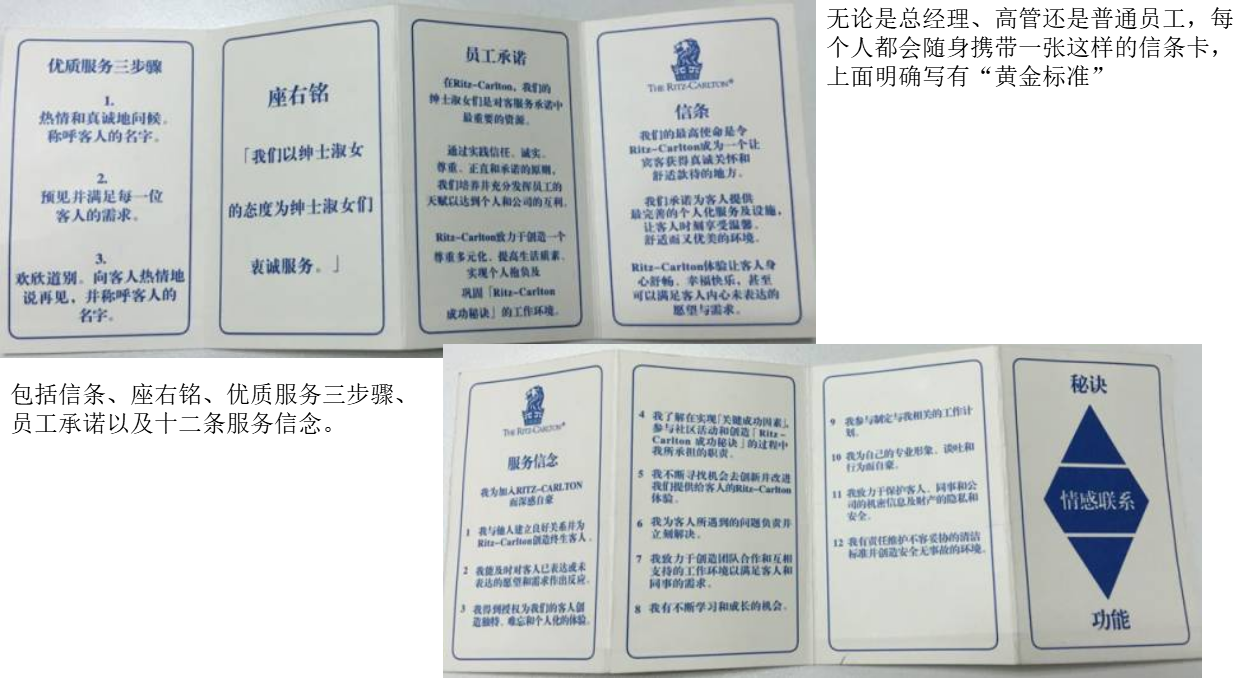 优质服务三步骤
1.
热情和真诚地问候。
称呼客人的名字。
2.
预见并满足每一位
客人的需求。
3.
欢欣道别。向客人热情地
说再见，并称呼客人的
名字。
座右铭
「我们以绅士淑女
的态度为绅士淑女们
衷诚服务。」
员工承诺
在Ritz-Carlton，我们的
绅士淑女们是对客服务承诺中
最重要的资源。
通过实践信任、诚实、
尊重、正直和承诺的原则，
我们培养并充分发挥员工的
天赋以达到个人和公司的互利。
Ritz-Carlton致力于创造一个
尊重多元化、提高生活质素、
实现个人抱负及
巩固「Ritz-Carlton
成功秘诀」的工作环境。
THE RITZ-CARLTON®
信条
我们的最高使命是令
Ritz-Carlton成为一个让
宾客获得真诚关怀和
舒适款待的地方。
我们承诺为客人提供
最完善的个人化服务及设施，
让客人时刻享受温馨、
舒适而又优美的环境。
Ritz-Carlton体验让客人身
心舒畅、幸福快乐，甚至
可以满足客人内心未表达的
愿望与需求。
无论是总经理、高管还是普通员工，每
个人都会随身携带一张这样的信条卡，
上面明确写有“黄金标准”
包括信条、座右铭、优质服务三步骤、
员工承诺以及十二条服务信念。
THE RITZ-CARLTON®
服务信念
我为加入RITZ-CARLTON
而深感自豪
1 我与他人建立良好关系并为
Ritz-Carlton创造终生客人。
2 我能及时对客人已表达或未
表达的愿望和需求作出反应。
3 我得到授权为我们的客人创
造独特、难忘和个人化的体验。
4 我了解在实现「关键成功因素」，
参与社区活动和创造「Ritz-
Carlton 成功秘诀」的过程中
我所承担的职责。
5 我不断寻找机会去创新并改进
我们提供给客人的Ritz-Carlton
体验。
6 我为客人所遇到的问题负责并
立刻解决。
7 我致力于创造团队合作和互相
支持的工作环境以满足客人和
同事的需求。
8 我有不断学习和成长的机会。
9 我参与制定与我相关的工作计
划。
10 我为自己的专业形象、谈吐和
行为而自豪。
11 我致力于保护客人、同事和公
司的机密信息及财产的隐私和
安全。
12 我有责任维护不容妥协的清洁
标准并创造安全无事故的环境。
秘诀
情感联系
功能